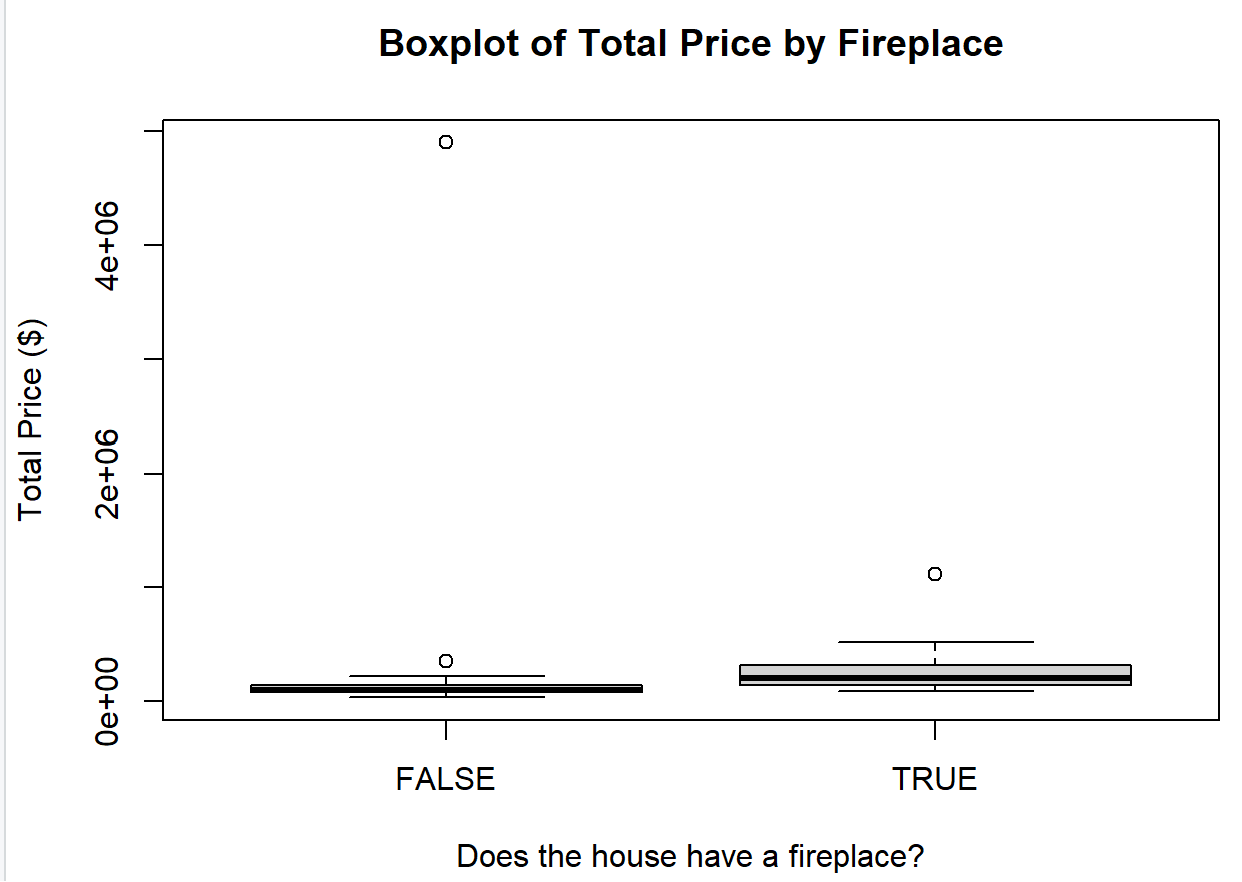 Boxplot of Total Price by Fireplace
Total Price ($)
4e+06
2e+06
0e+00
FALSE
TRUE
Does the house have a fireplace?